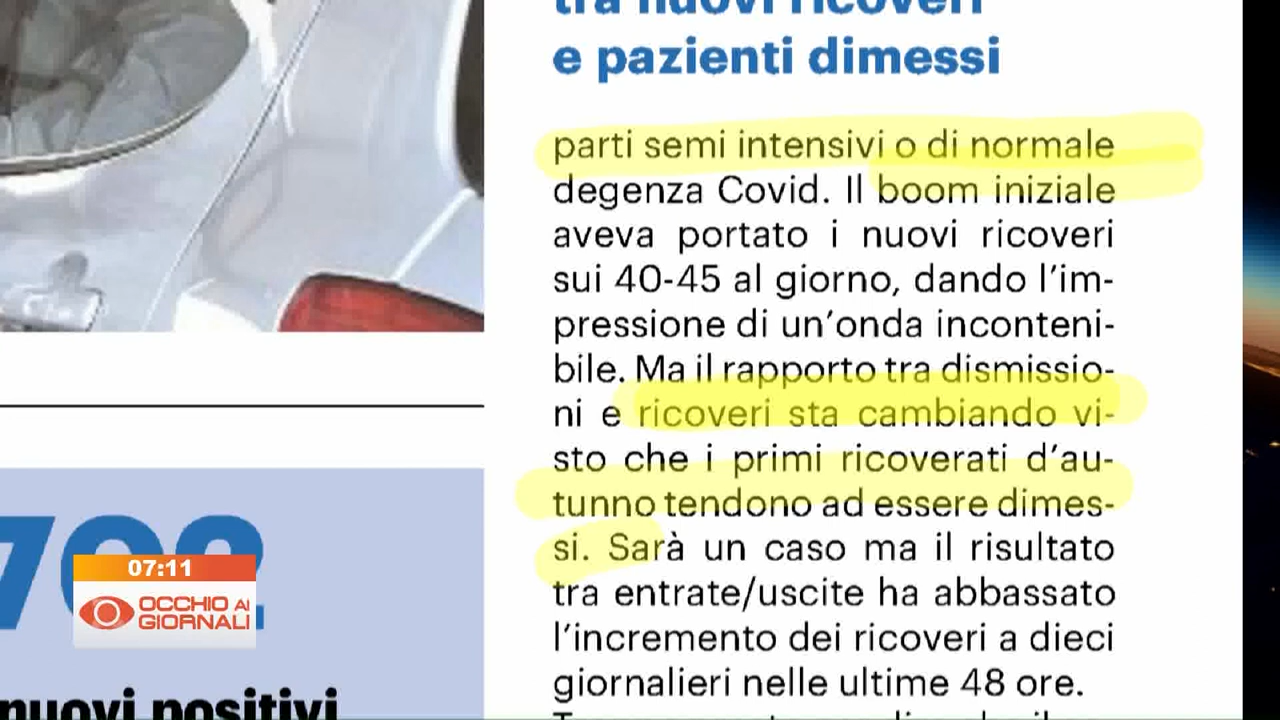 tra nuovi ricoveri
e pazienti dimessi
parti semi intensivi o di normale
degenza Covid. Il boom iniziale
aveva portato i nuovi ricoveri
sui 40-45 al giorno, dando l'im-
pressione di un'onda inconteni-
bile. Ma il rapporto tra dismissio-
ni e ricoveri sta cambiando vi-
sto che i primi ricoverati d'au-
tunno tendono ad essere dimes-
si. Sarà un caso ma il risultato
tra entrate/uscite ha abbassato
l'incremento dei ricoveri a dieci
giornalieri nelle ultime 48 ore.
07:11
OCCHIO AI
GIORNALI
nuovi positivi